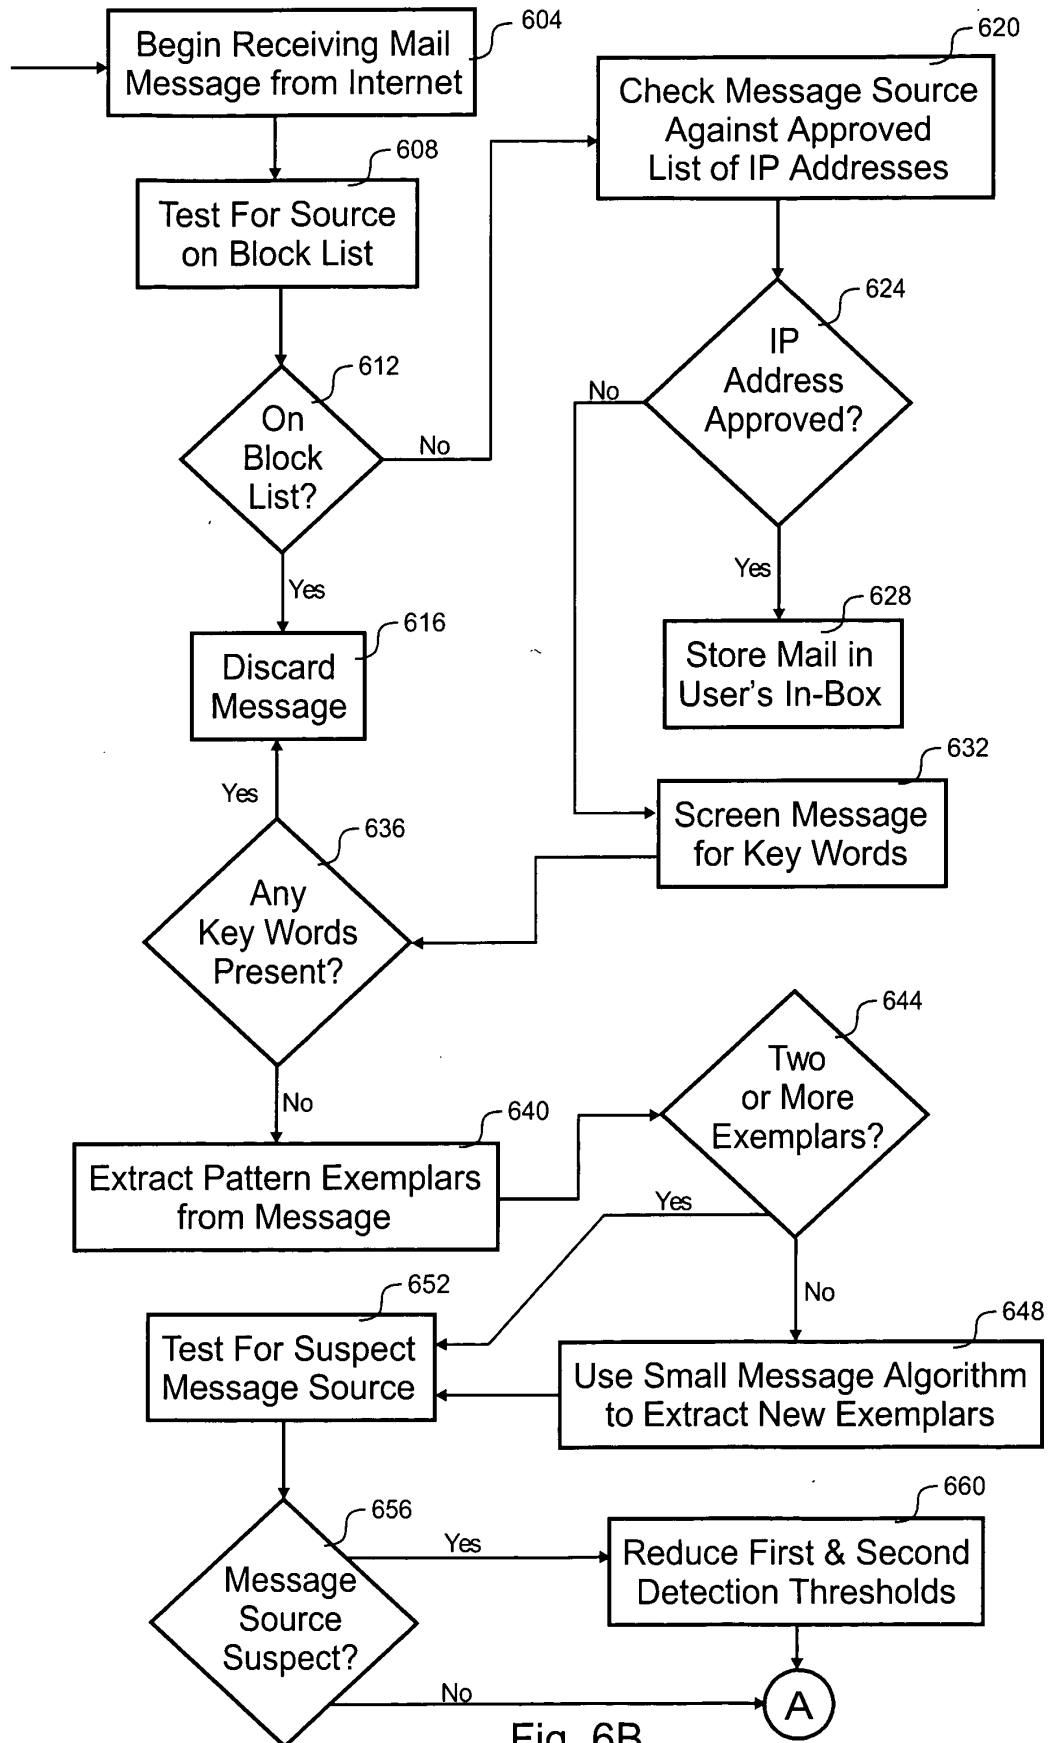 604
Begin Receiving Mail
Message from Internet
608
Test For Source
on Block List
612
On
Block
List?
No
Yes
616
Discard
Message
620
Check Message Source
Against Approved
List of IP Addresses
624
IP
Address
Approved?
No
Yes
628
Store Mail in
User's In-Box
632
Screen Message
for Key Words
636
Any
Key Words
Present?
Yes
No
640
Extract Pattern Exemplars
from Message
644
Two
or More
Exemplars?
Yes
No
648
Use Small Message Algorithm
to Extract New Exemplars
652
Test For Suspect
Message Source
656
Message
Source
Suspect?
Yes
No
660
Reduce First & Second
Detection Thresholds
A
Fig. 6B